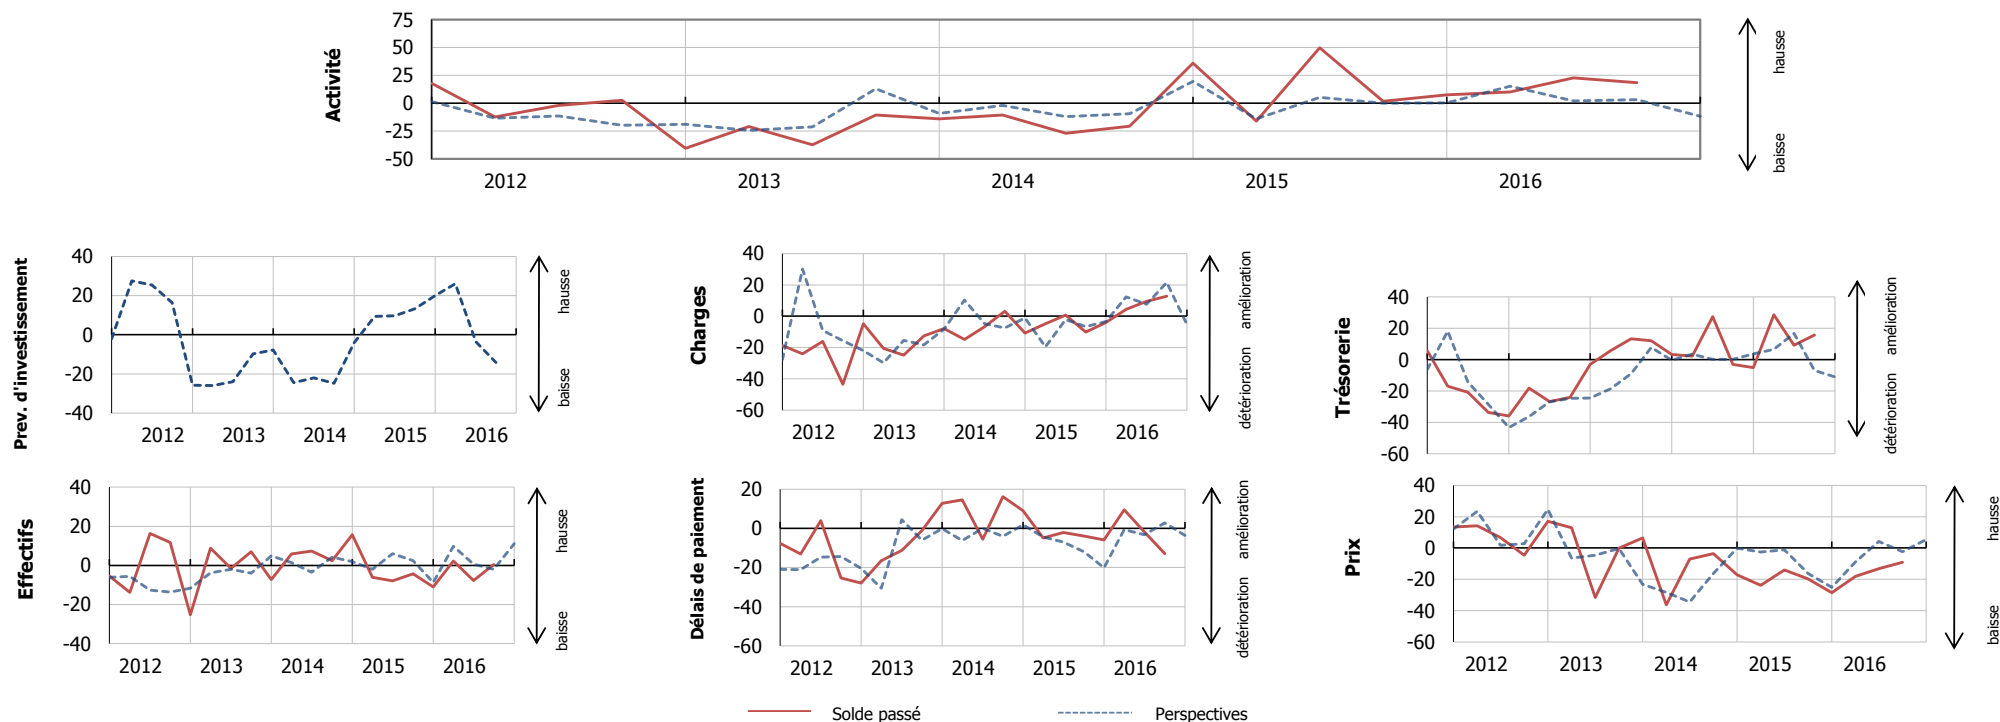 Activité
75
50
25
0
-25
-50
2012 2013 2014 2015 2016
hausse
baisse
Prev. d'investissement
40
20
0
-20
-40
2012 2013 2014 2015 2016
hausse
baisse
Charges
40
20
0
-20
-40
-60
2012 2013 2014 2015 2016
amélioration
détérioration
Trésorerie
40
20
0
-20
-40
-60
amélioration
détérioration
Effectifs
40
20
0
-20
-40
2012 2013 2014 2015 2016
hausse
baisse
Délais de paiement
20
0
-20
-40
-60
2012 2013 2014 2015 2016
amélioration
détérioration
Prix
40
20
0
-20
-40
-60
2012 2013 2014 2015 2016
hausse
baisse
Solde passé Perspectives